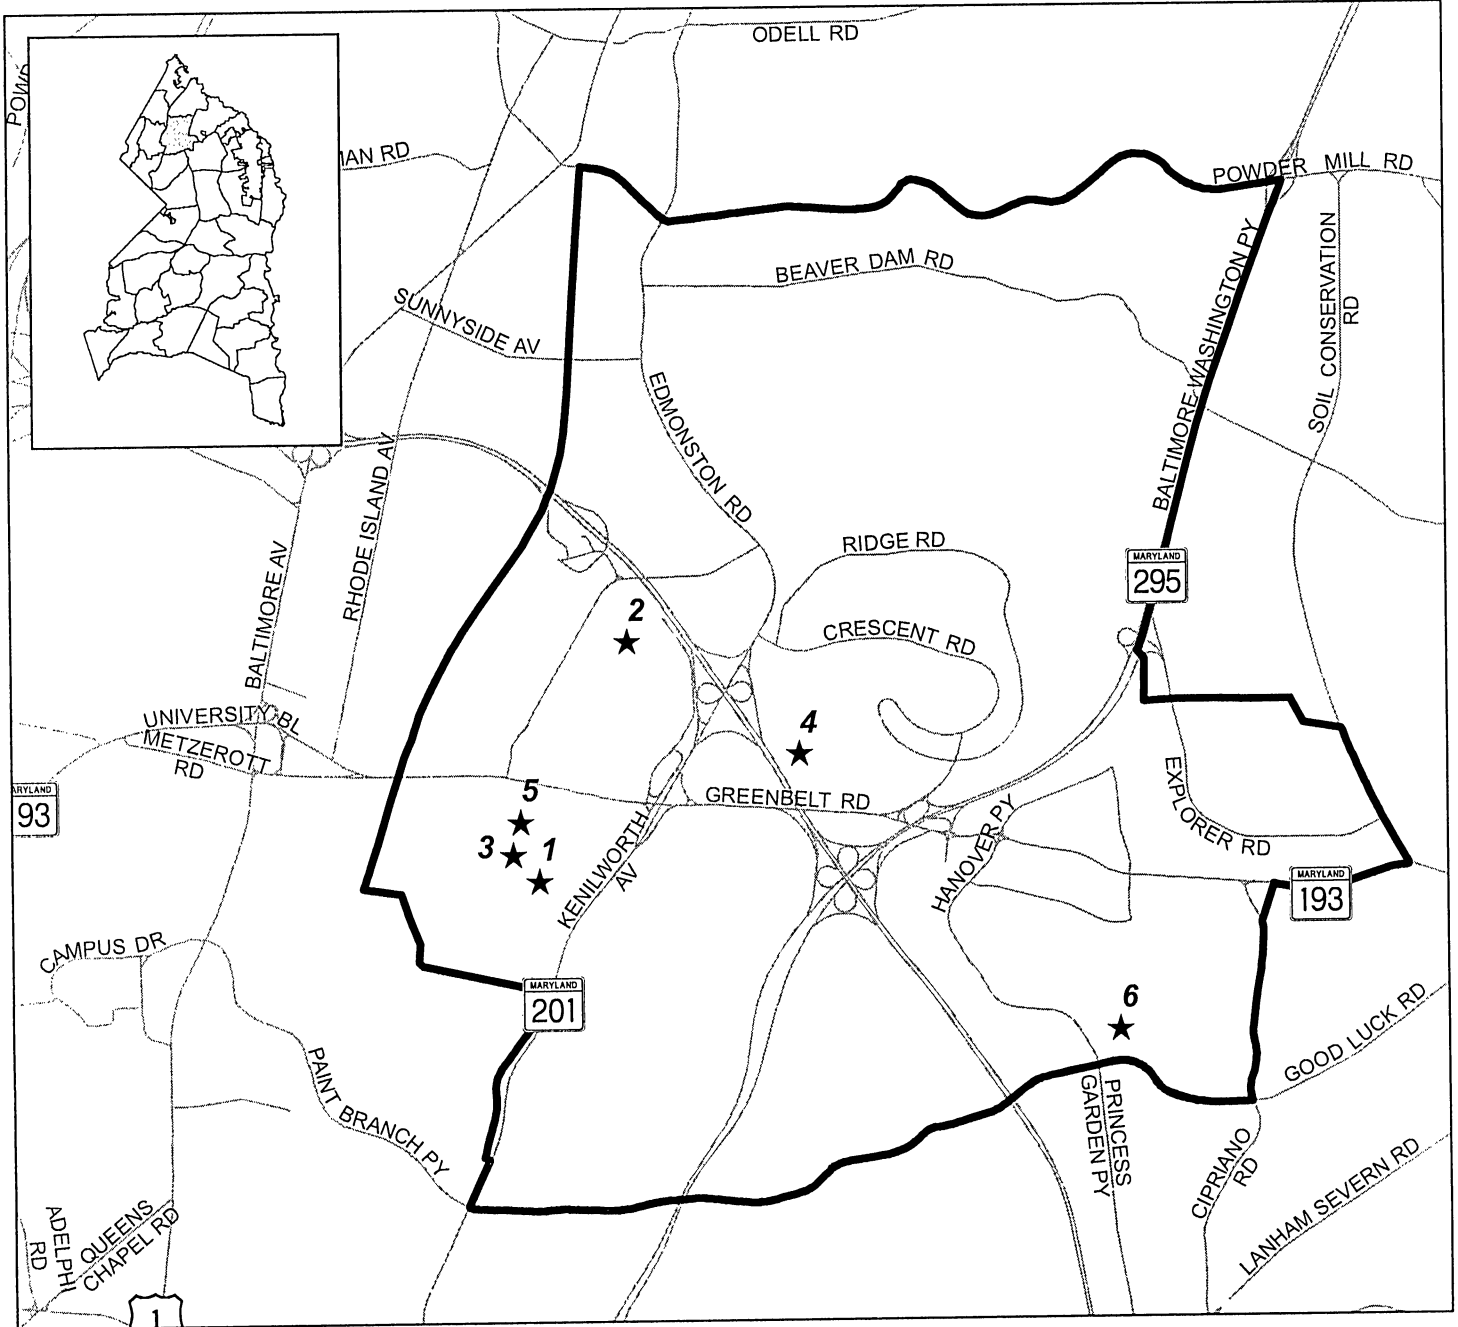 ODELL RD
POWD
MAN RD
POWDER MILL RD
BEAVER DAM RD
SUNNYSIDE AV
BALTIMORE WASHINGTON PY
SOIL CONSERVATION
RD
EDMONSTON RD
RHODE ISLAND AV
BALTIMORE AV
RIDGE RD
MARYLAND
295
2
CRESCENT RD
4
UNIVERSITY BL
METZEROTT
RD
ARYLAND
93
5
3
1
GREENBELT RD
KENILWORTH
AV
HANOVER PY
EXPLORER RD
MARYLAND
193
CAMPUS DR
MARYLAND
201
6
GOOD LUCK RD
PAINT BRANCH PY
PRINCESS
GARDEN PY
CIPRIANO
RD
LANHAM SEVERN RD
ADELPHI
RD
QUEENS
CHAPEL RD
1